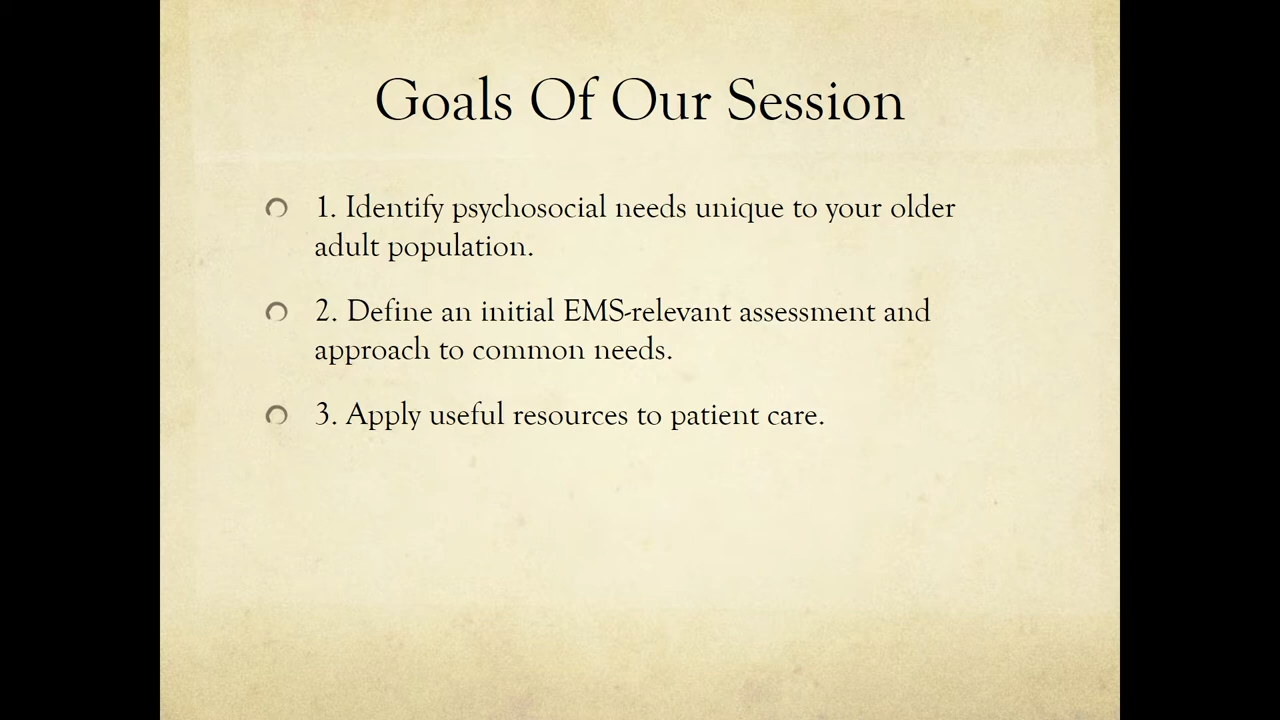 Goals Of Our Session
1. Identify psychosocial needs unique to your older
adult population.
2. Define an initial EMS-relevant assessment and
approach to common needs.
3. Apply useful resources to patient care.